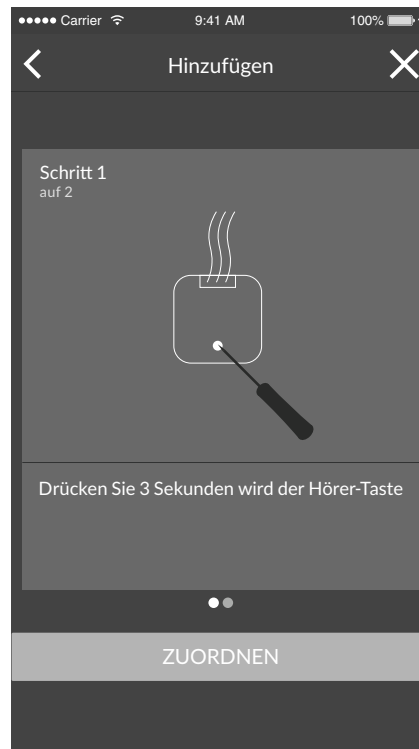 Carrier 9:41 AM 100%
Hinzufügen
Schritt 1
auf 2
Drücken Sie 3 Sekunden wird der Hörer-Taste
ZUORDNEN